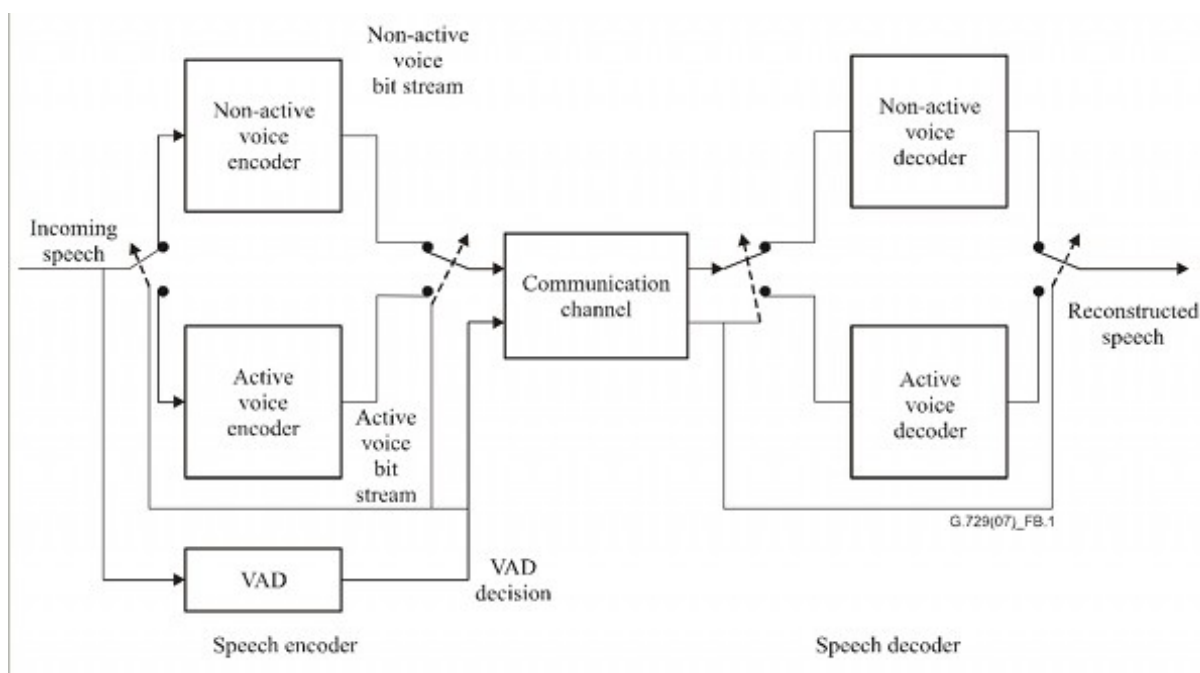 Non-active
voice
bit stream
Non-active
voice
encoder
Non-active
voice
decoder
Incoming
speech
Communication
channel
Reconstructed
speech
Active
voice
encoder
Active
voice
bit
stream
Active
voice
decoder
G.729(07)_FB.1
VAD
VAD
decision
Speech encoder
Speech decoder